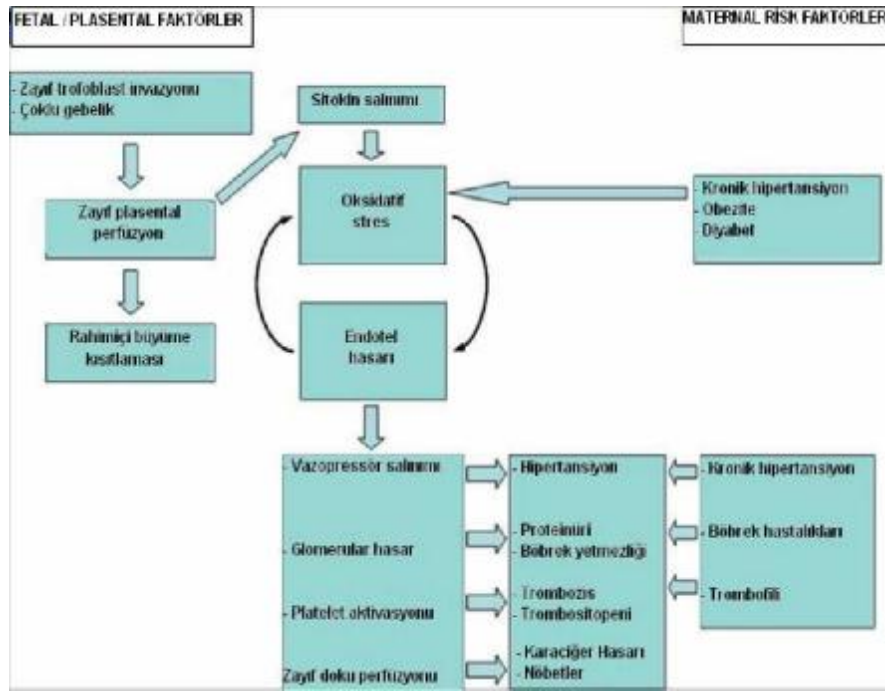 FETAL / PLASENTAL FAKTÖRLER
MATERNAL RİSK FAKTÖRLER
- Zayıf trofoblast invazyonu
- Çoklu gebelik
Sitokin salınımı
Zayıf plasental
perfüzyon
Oksidatif
stres
- Kronik hipertansiyon
- Obezite
- Diyabet
Rahimiçi büyüme
kısıtlaması
Endotel
hasarı
- Vazopressör salınımı
- Glomerular hasar
- Platelet aktivasyonu
Zayıf doku perfüzyonu
- Hipertansiyon
- Proteinüri
- Böbrek yetmezliği
- Trombozis
- Trombositopeni
- Karaciğer Hasarı
- Nöbetler
- Kronik hipertansiyon
- Böbrek hastalıkları
- Trombofili